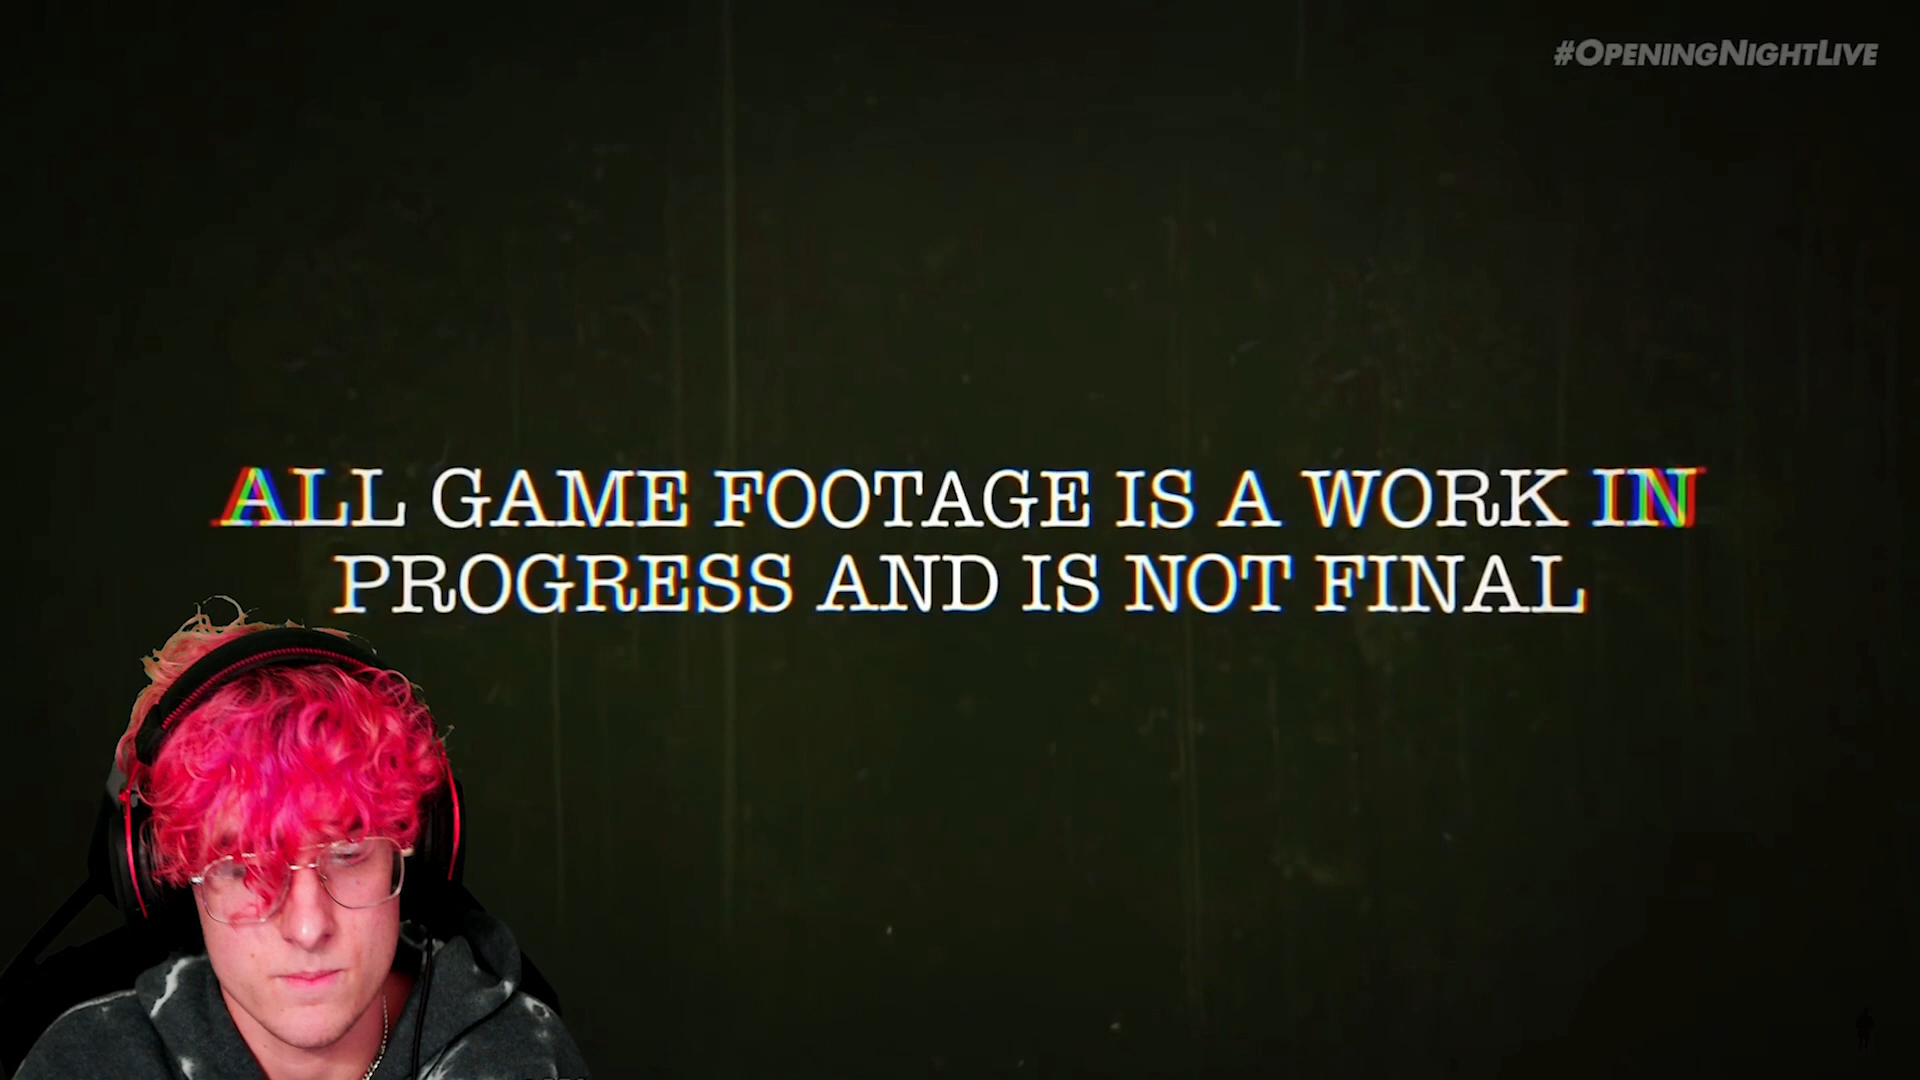 #OpeningNightLive
ALL GAME FOOTAGE IS A WORK IN
PROGRESS AND IS NOT FINAL